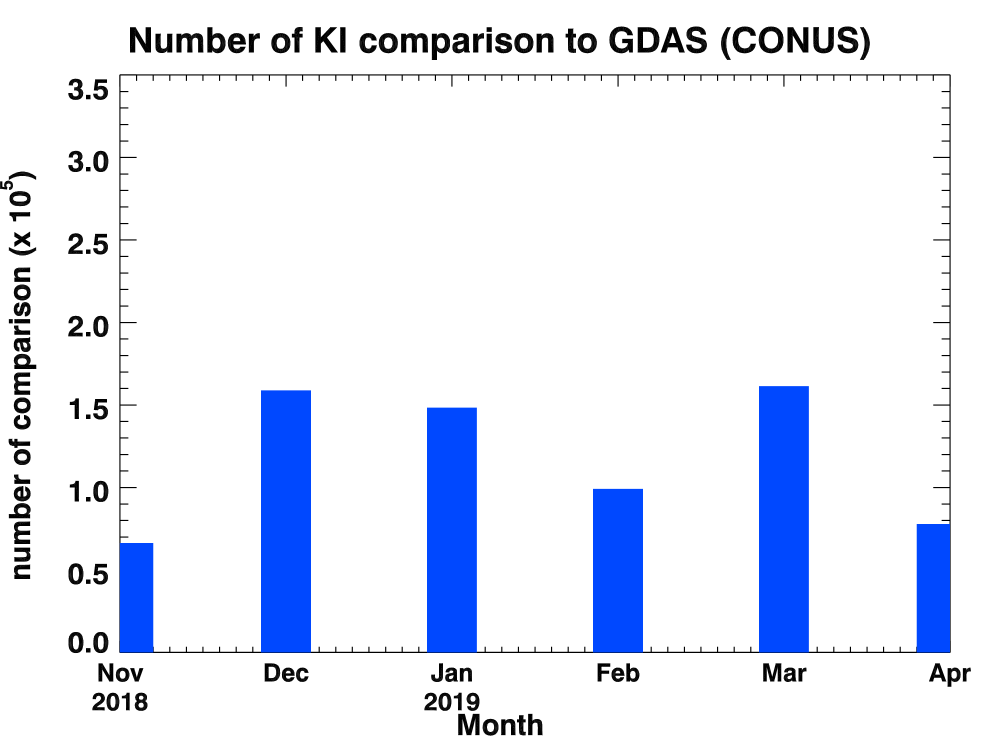 Number of KI comparison to GDAS (CONUS)
number of comparison (x 10⁵)
3.5
3.0
2.5
2.0
1.5
1.0
0.5
0.0
Nov Dec Jan Feb Mar Apr
2018 2019
Month